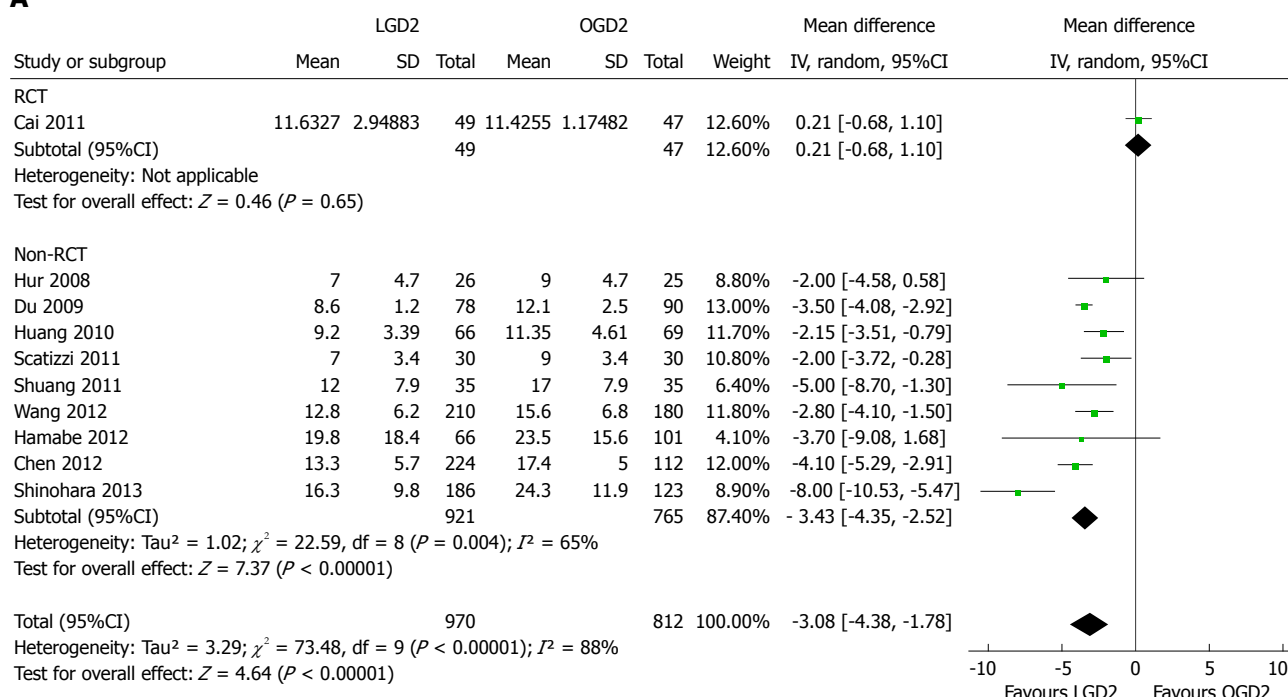 A
LGD2 OGD2 Mean difference Mean difference
Study or subgroup Mean SD Total Mean SD Total Weight IV, random, 95%CI IV, random, 95%CI
RCT
Cai 2011 11.6327 2.94883 49 11.4255 1.17482 47 12.60% 0.21 [-0.68, 1.10]
Subtotal (95%CI) 49 47 12.60% 0.21 [-0.68, 1.10]
Heterogeneity: Not applicable
Test for overall effect: Z = 0.46 (P = 0.65)
Non-RCT
Hur 2008 7 4.7 26 9 4.7 25 8.80% -2.00 [-4.58, 0.58]
Du 2009 8.6 1.2 78 12.1 2.5 90 13.00% -3.50 [-4.08, -2.92]
Huang 2010 9.2 3.39 66 11.35 4.61 69 11.70% -2.15 [-3.51, -0.79]
Scatizzi 2011 7 3.4 30 9 3.4 30 10.80% -2.00 [-3.72, -0.28]
Shuang 2011 12 7.9 35 17 7.9 35 6.40% -5.00 [-8.70, -1.30]
Wang 2012 12.8 6.2 210 15.6 6.8 180 11.80% -2.80 [-4.10, -1.50]
Hamabe 2012 19.8 18.4 66 23.5 15.6 101 4.10% -3.70 [-9.08, 1.68]
Chen 2012 13.3 5.7 224 17.4 5 112 12.00% -4.10 [-5.29, -2.91]
Shinohara 2013 16.3 9.8 186 24.3 11.9 123 8.90% -8.00 [-10.53, -5.47]
Subtotal (95%CI) 921 765 87.40% - 3.43 [-4.35, -2.52]
Heterogeneity: Tau² = 1.02; χ² = 22.59, df = 8 (P = 0.004); I² = 65%
Test for overall effect: Z = 7.37 (P < 0.00001)
Total (95%CI) 970 812 100.00% -3.08 [-4.38, -1.78]
Heterogeneity: Tau² = 3.29; χ² = 73.48, df = 9 (P < 0.00001); I² = 88%
Test for overall effect: Z = 4.64 (P < 0.00001)
-10 -5 0 5 10
Favours LGD2 Favours OGD2